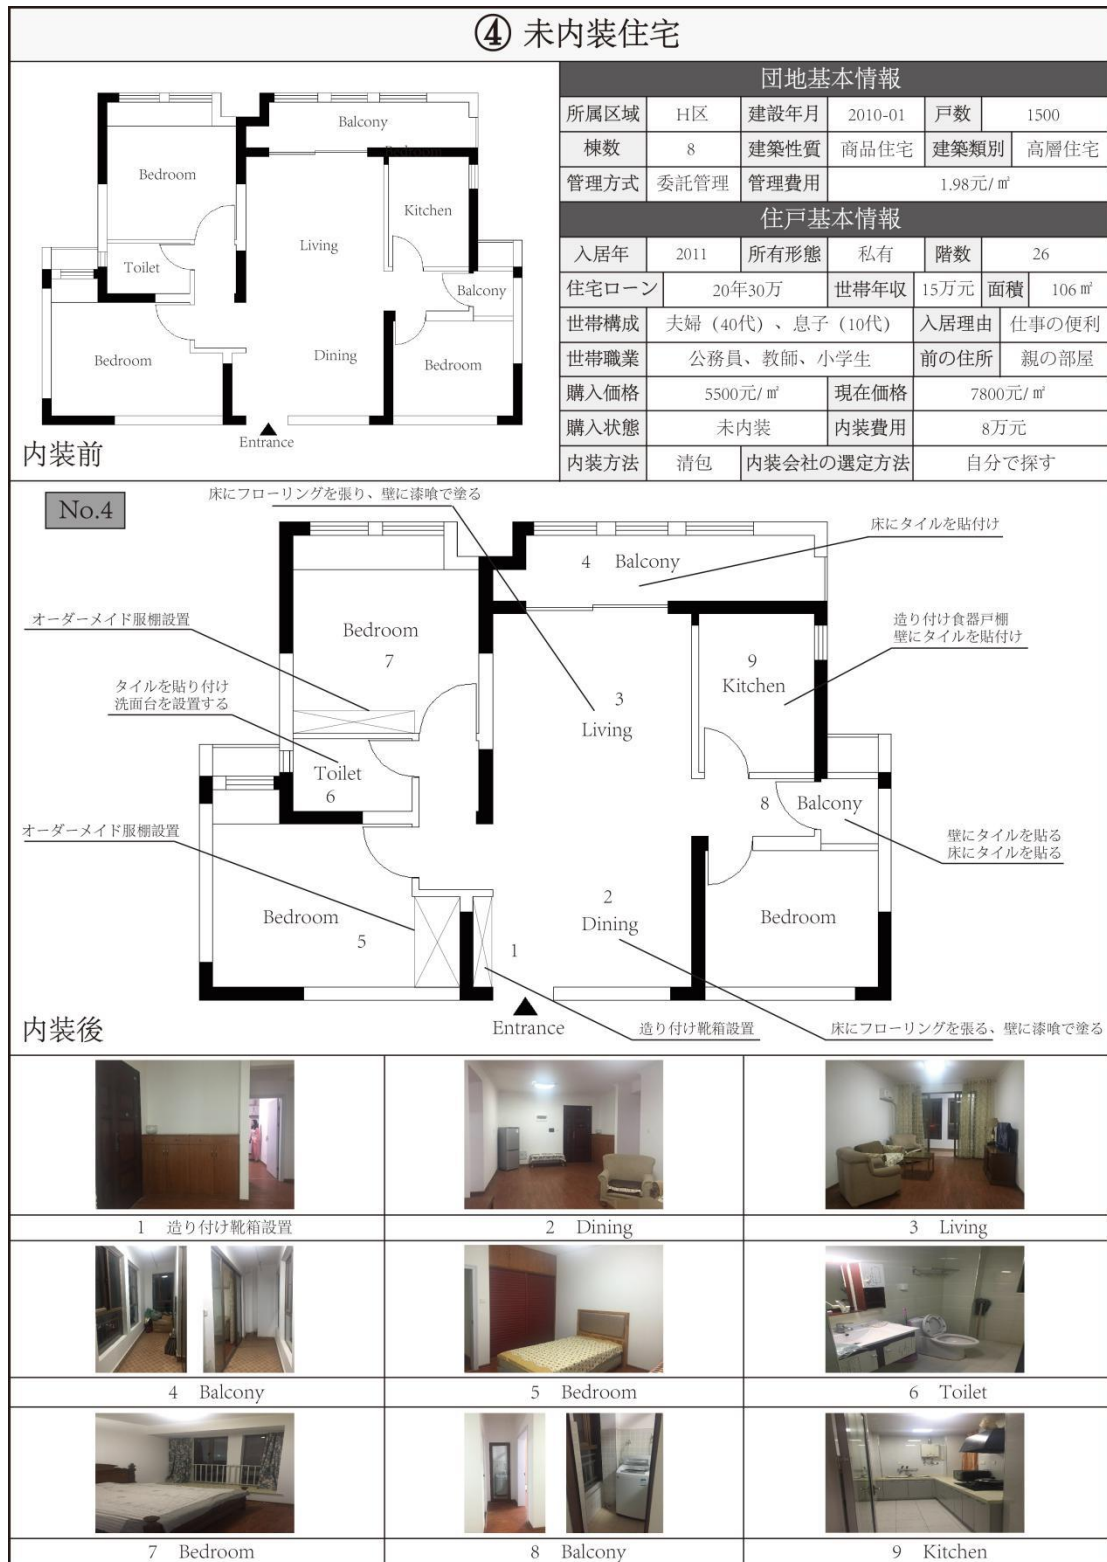 ④ 未内装住宅
団地基本情報
所属区域 H区 建設年月 2010-01 戸数 1500
棟数 8 建築性質 商品住宅 建築類別 高層住宅
管理方式 委託管理 管理費用 1.98元/㎡
住戸基本情報
入居年 2011 所有形態 私有 階数 26
住宅ローン 20年30万 世帯年収 15万元 面積 106㎡
世帯構成 夫婦（40代）、息子（10代） 入居理由 仕事の便利
世帯職業 公務員、教師、小学生 前の住所 親の部屋
購入価格 5500元/㎡ 現在価格 7800元/㎡
購入状態 未内装 内装費用 8万元
内装方法 清包 内装会社の選定方法 自分で探す
Balcony
Bedroom
Bedroom
Kitchen
Living
Toilet
Balcony
Dining
Bedroom
Bedroom
Entrance
内装前
No.4
床にフローリングを張り、壁に漆喰で塗る
床にタイルを貼付け
4 Balcony
オーダーメイド服棚設置
Bedroom
7
造り付け食器戸棚
壁にタイルを貼付け
9
Kitchen
タイルを貼り付け
洗面台を設置する
3
Living
Toilet
6
8 Balcony
オーダーメイド服棚設置
壁にタイルを貼る
床にタイルを貼る
Bedroom
5
2
Dining
Bedroom
1
Entrance
造り付け靴箱設置
床にフローリングを張る、壁に漆喰で塗る
内装後
1 造り付け靴箱設置
2 Dining
3 Living
4 Balcony
5 Bedroom
6 Toilet
7 Bedroom
8 Balcony
9 Kitchen